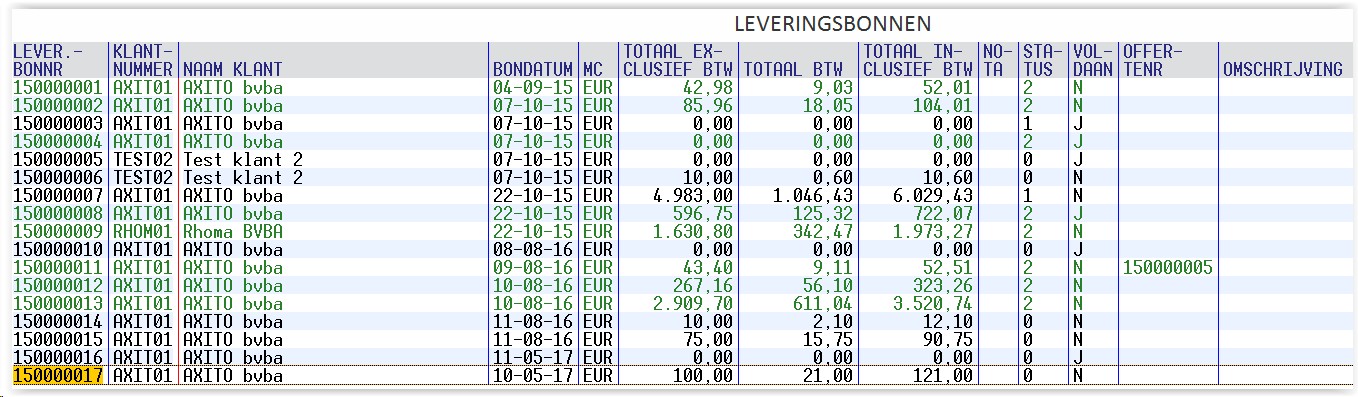 LEVERINGSBONNEN
LEVER.- KLANT- TOTAAL EX- TOTAAL IN- NO- STA- VOL- OFFER-
BONNR NUMMER NAAM KLANT BONDATUM MC CLUSIEF BTW TOTAAL BTW CLUSIEF BTW TA TUS DAAN TENR OMSCHRIJVING
150000001 AXIT01 AXITO bvba 04-09-15 EUR 42,98 9,03 52,01 2 N
150000002 AXIT01 AXITO bvba 07-10-15 EUR 85,96 18,05 104,01 2 N
150000003 AXIT01 AXITO bvba 07-10-15 EUR 0,00 0,00 0,00 1 J
150000004 AXIT01 AXITO bvba 07-10-15 EUR 0,00 0,00 0,00 2 J
150000005 TEST02 Test klant 2 07-10-15 EUR 0,00 0,00 0,00 0 J
150000006 TEST02 Test klant 2 07-10-15 EUR 10,00 0,60 10,60 0 N
150000007 AXIT01 AXITO bvba 22-10-15 EUR 4.983,00 1.046,43 6.029,43 1 N
150000008 AXIT01 AXITO bvba 22-10-15 EUR 596,75 125,32 722,07 2 J
150000009 RHOM01 Rhoma BVBA 22-10-15 EUR 1.630,80 342,47 1.973,27 2 N
150000010 AXIT01 AXITO bvba 08-08-16 EUR 0,00 0,00 0,00 0 J
150000011 AXIT01 AXITO bvba 09-08-16 EUR 43,40 9,11 52,51 2 N 150000005
150000012 AXIT01 AXITO bvba 10-08-16 EUR 267,16 56,10 323,26 2 N
150000013 AXIT01 AXITO bvba 10-08-16 EUR 2.909,70 611,04 3.520,74 2 N
150000014 AXIT01 AXITO bvba 11-08-16 EUR 10,00 2,10 12,10 0 N
150000015 AXIT01 AXITO bvba 11-08-16 EUR 75,00 15,75 90,75 0 N
150000016 AXIT01 AXITO bvba 11-05-17 EUR 0,00 0,00 0,00 0 J
150000017 AXIT01 AXITO bvba 10-05-17 EUR 100,00 21,00 121,00 0 N